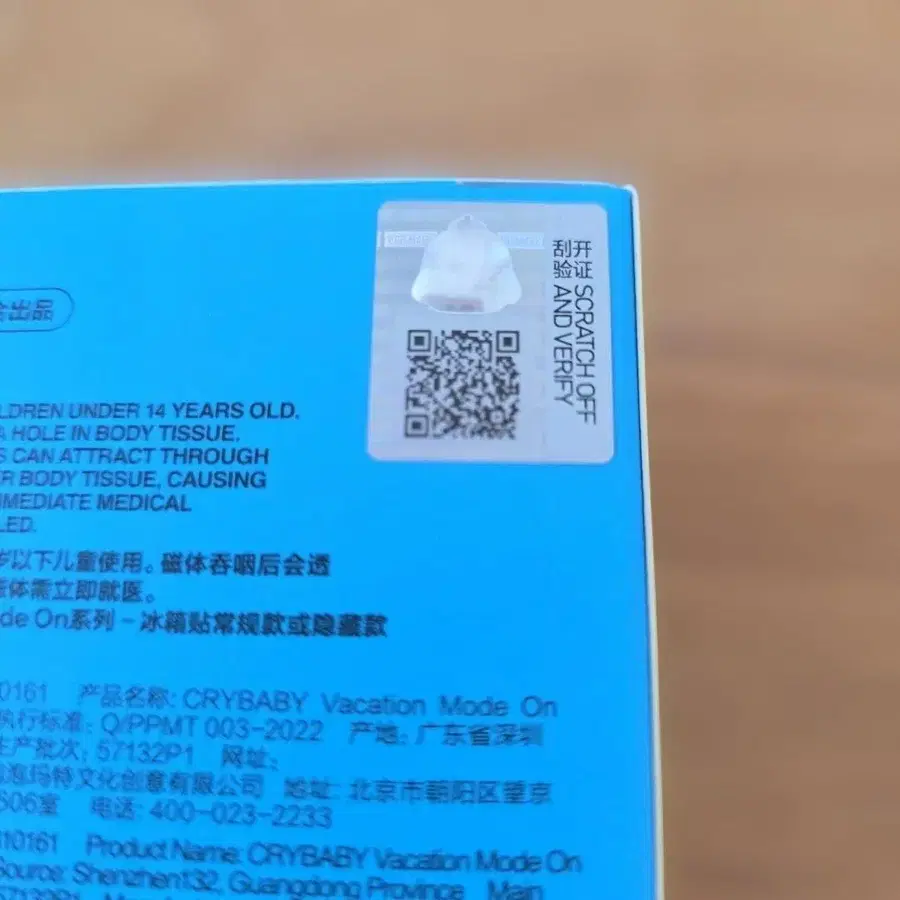 出品
刮开 SCRATCH OFF
验证 AND VERIFY
LDREN UNDER 14 YEARS OLD.
A HOLE IN BODY TISSUE.
S CAN ATTRACT THROUGH
R BODY TISSUE, CAUSING
MMEDIATE MEDICAL
LED.
岁以下儿童使用。磁体吞咽后会透
体需立即就医。
de On系列 - 冰箱贴常规款或隐藏款
0161 产品名称: CRYBABY Vacation Mode On
执行标准: Q/PPMT 003-2022 产地: 广东省深圳
生产批次: 57132P1 网址:
泡玛特文化创意有限公司 地址: 北京市朝阳区望京
506室 电话: 400-023-2233
10161 Product Name: CRYBABY Vacation Mode On
Source: Shenzhen132, Guangdong Province Main
57132P1